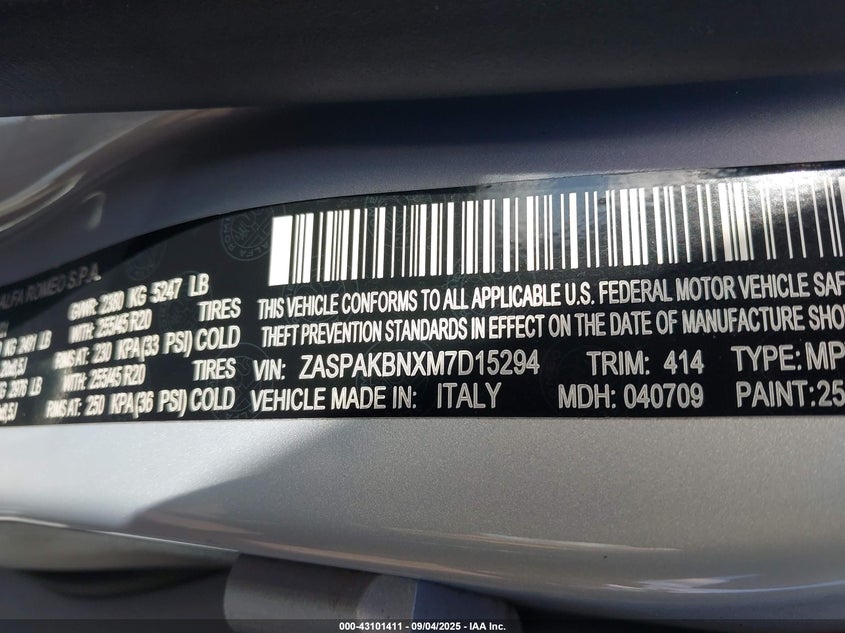 ALFA ROMEO S.P.A.
GWR: 2380 KG 5247 LB
WITH: 255/45 R20 TIRES
RIMS AT: 230 KPA(33 PSI) COLD
WITH: 255/45 R20 TIRES
RIMS AT: 250 KPA(36 PSI) COLD
THIS VEHICLE CONFORMS TO ALL APPLICABLE U.S. FEDERAL MOTOR VEHICLE SAF
THEFT PREVENTION STANDARDS IN EFFECT ON THE DATE OF MANUFACTURE SHO
VIN: ZASPAKBNXM7D15294 TRIM: 414 TYPE: MP
VEHICLE MADE IN: ITALY MDH: 040709 PAINT: 25
000-43101411 - 09/04/2025 - IAA Inc.